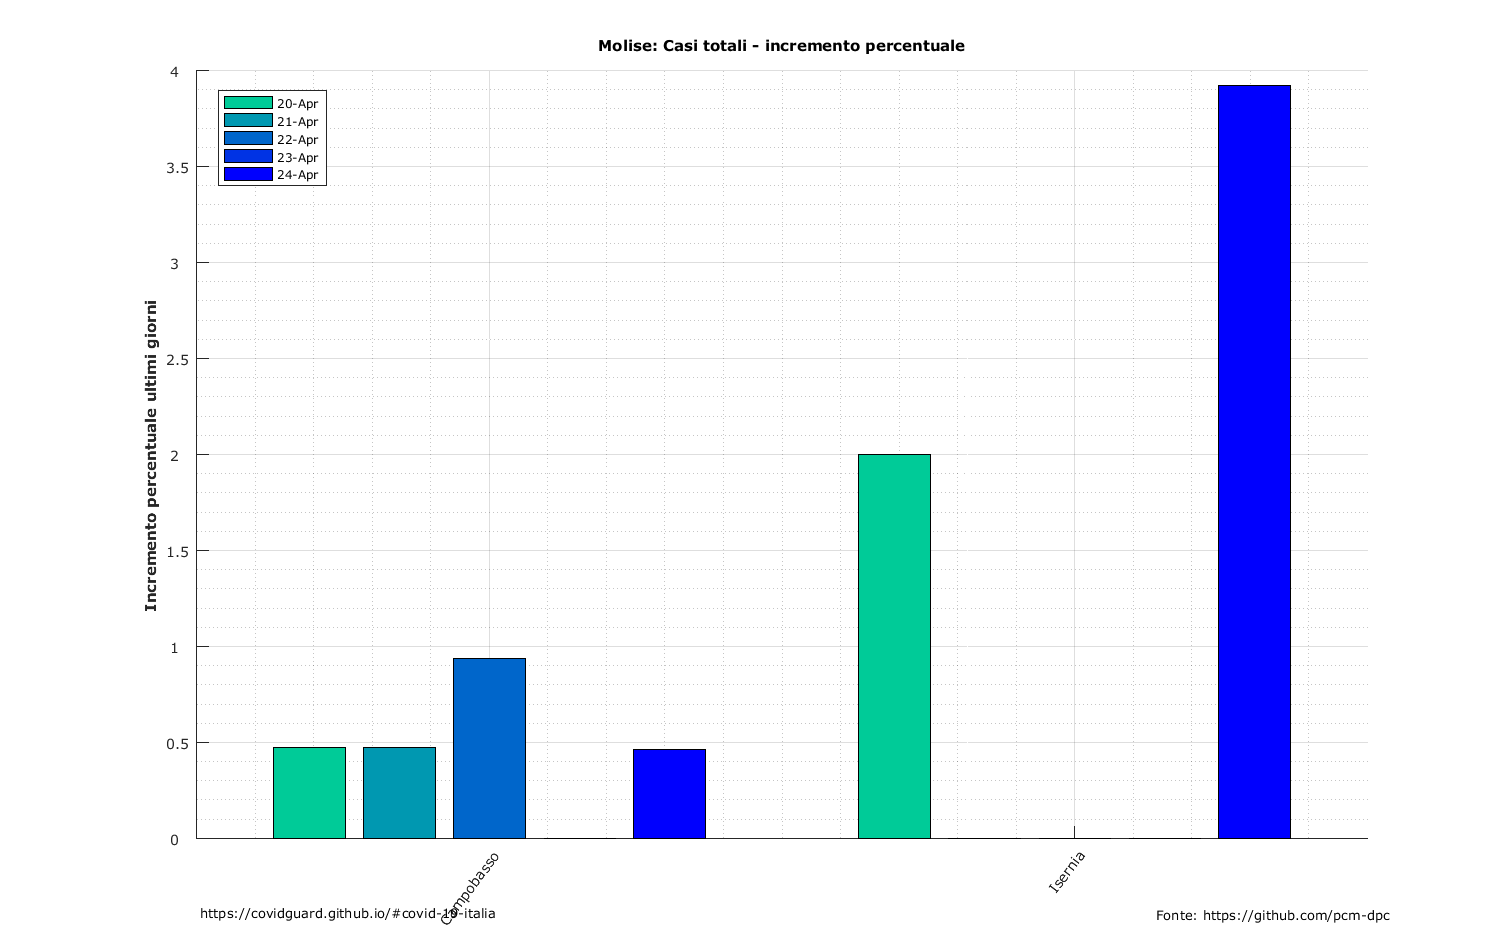 Molise: Casi totali - incremento percentuale
4
3.5
3
2.5
2
1.5
1
0.5
0
Incremento percentuale ultimi giorni
20-Apr
21-Apr
22-Apr
23-Apr
24-Apr
Campobasso
Isernia
https://covidguard.github.io/#covid-19-italia
Fonte: https://github.com/pcm-dpc